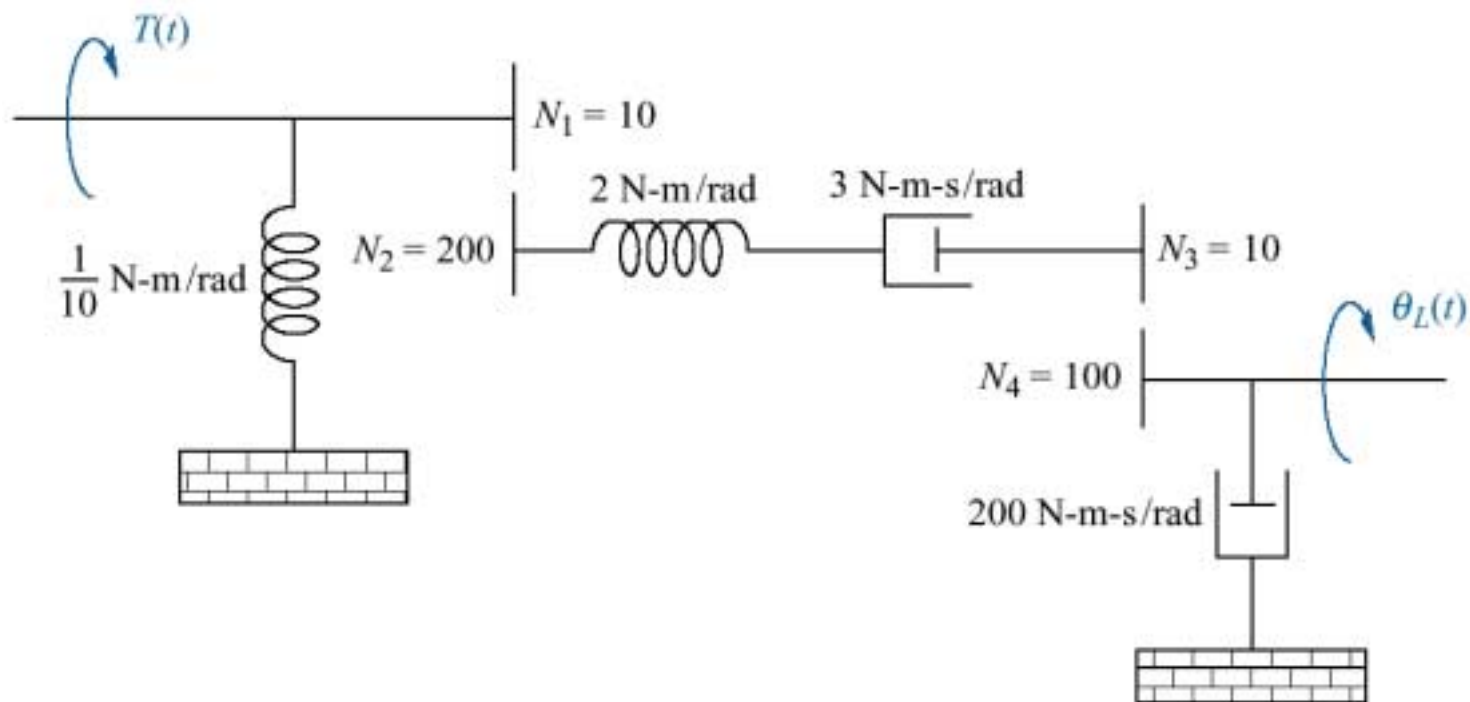 T(t)
N₁ = 10
2 N-m/rad
3 N-m-s/rad
1/10 N-m/rad
N₂ = 200
N₃ = 10
θ_L(t)
N₄ = 100
200 N-m-s/rad